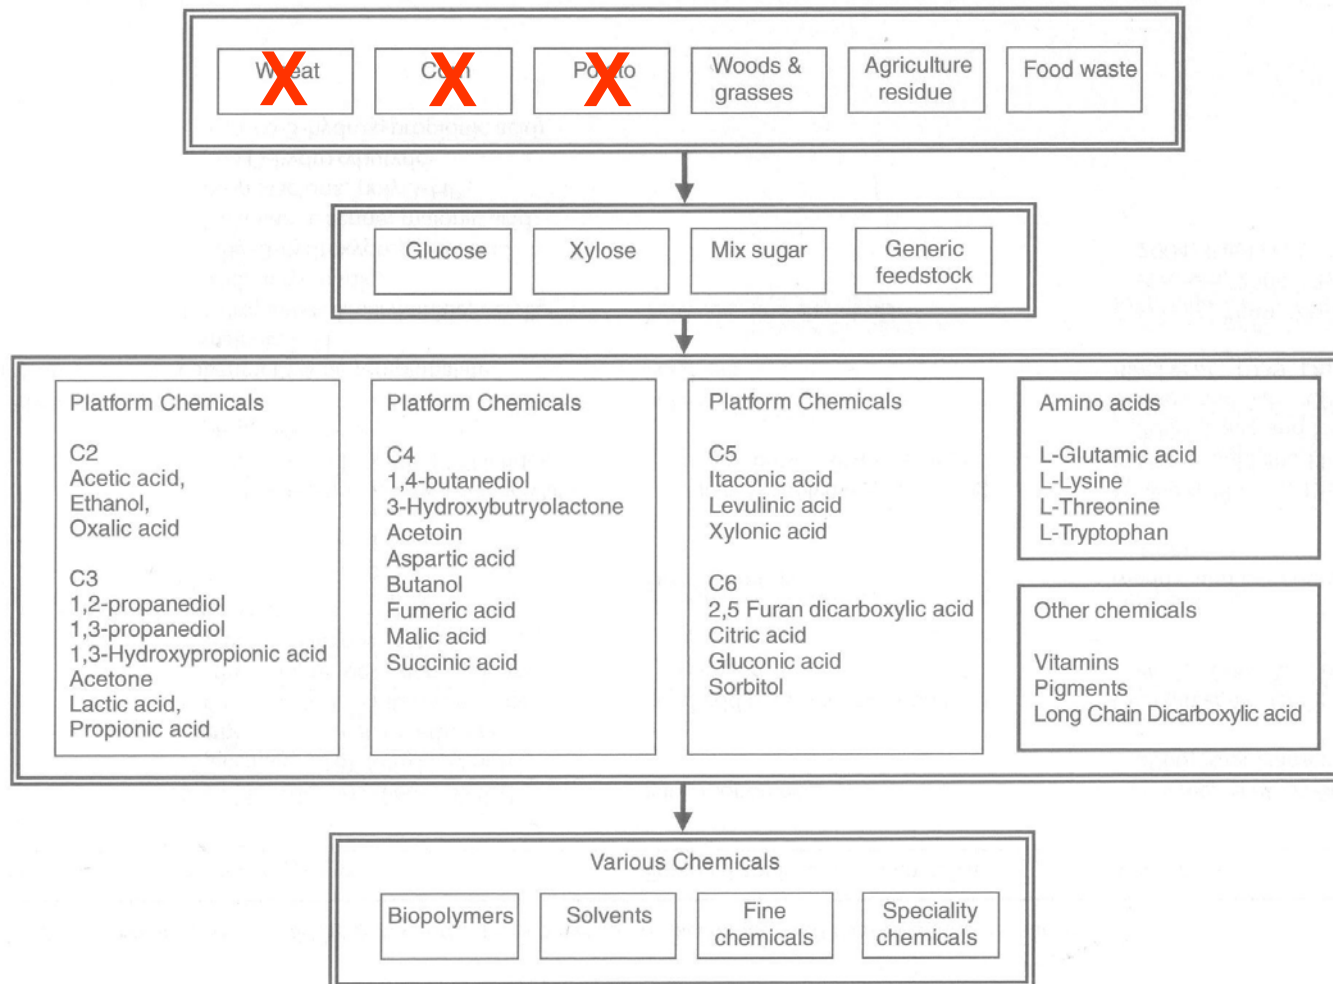 Wheat
Corn
Potato
Woods &
grasses
Agriculture
residue
Food waste
Glucose
Xylose
Mix sugar
Generic
feedstock
Platform Chemicals
C2
Acetic acid,
Ethanol,
Oxalic acid
C3
1,2-propanediol
1,3-propanediol
1,3-Hydroxypropionic acid
Acetone
Lactic acid,
Propionic acid
Platform Chemicals
C4
1,4-butanediol
3-Hydroxybutryolactone
Acetoin
Aspartic acid
Butanol
Fumeric acid
Malic acid
Succinic acid
Platform Chemicals
C5
Itaconic acid
Levulinic acid
Xylonic acid
C6
2,5 Furan dicarboxylic acid
Citric acid
Gluconic acid
Sorbitol
Amino acids
L-Glutamic acid
L-Lysine
L-Threonine
L-Tryptophan
Other chemicals
Vitamins
Pigments
Long Chain Dicarboxylic acid
Various Chemicals
Biopolymers
Solvents
Fine
chemicals
Speciality
chemicals